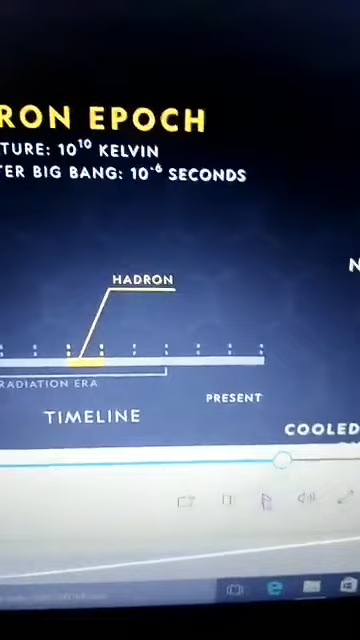 RON EPOCH
TURE: 10¹⁰ KELVIN
TER BIG BANG: 10⁻⁶ SECONDS
N
HADRON
RADIATION ERA
PRESENT
TIMELINE
COOLED